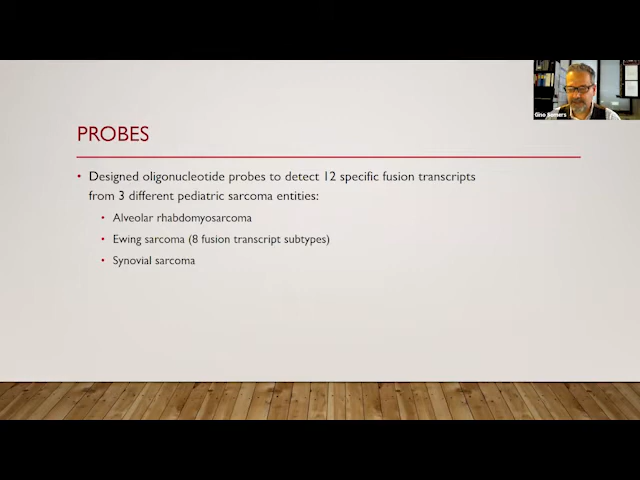 Gino Somers
PROBES
• Designed oligonucleotide probes to detect 12 specific fusion transcripts
from 3 different pediatric sarcoma entities:
• Alveolar rhabdomyosarcoma
• Ewing sarcoma (8 fusion transcript subtypes)
• Synovial sarcoma